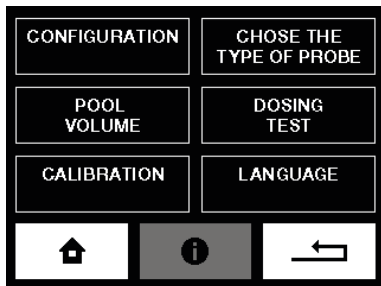 CONFIGURATION
CHOSE THE
TYPE OF PROBE
POOL
VOLUME
DOSING
TEST
CALIBRATION
LANGUAGE